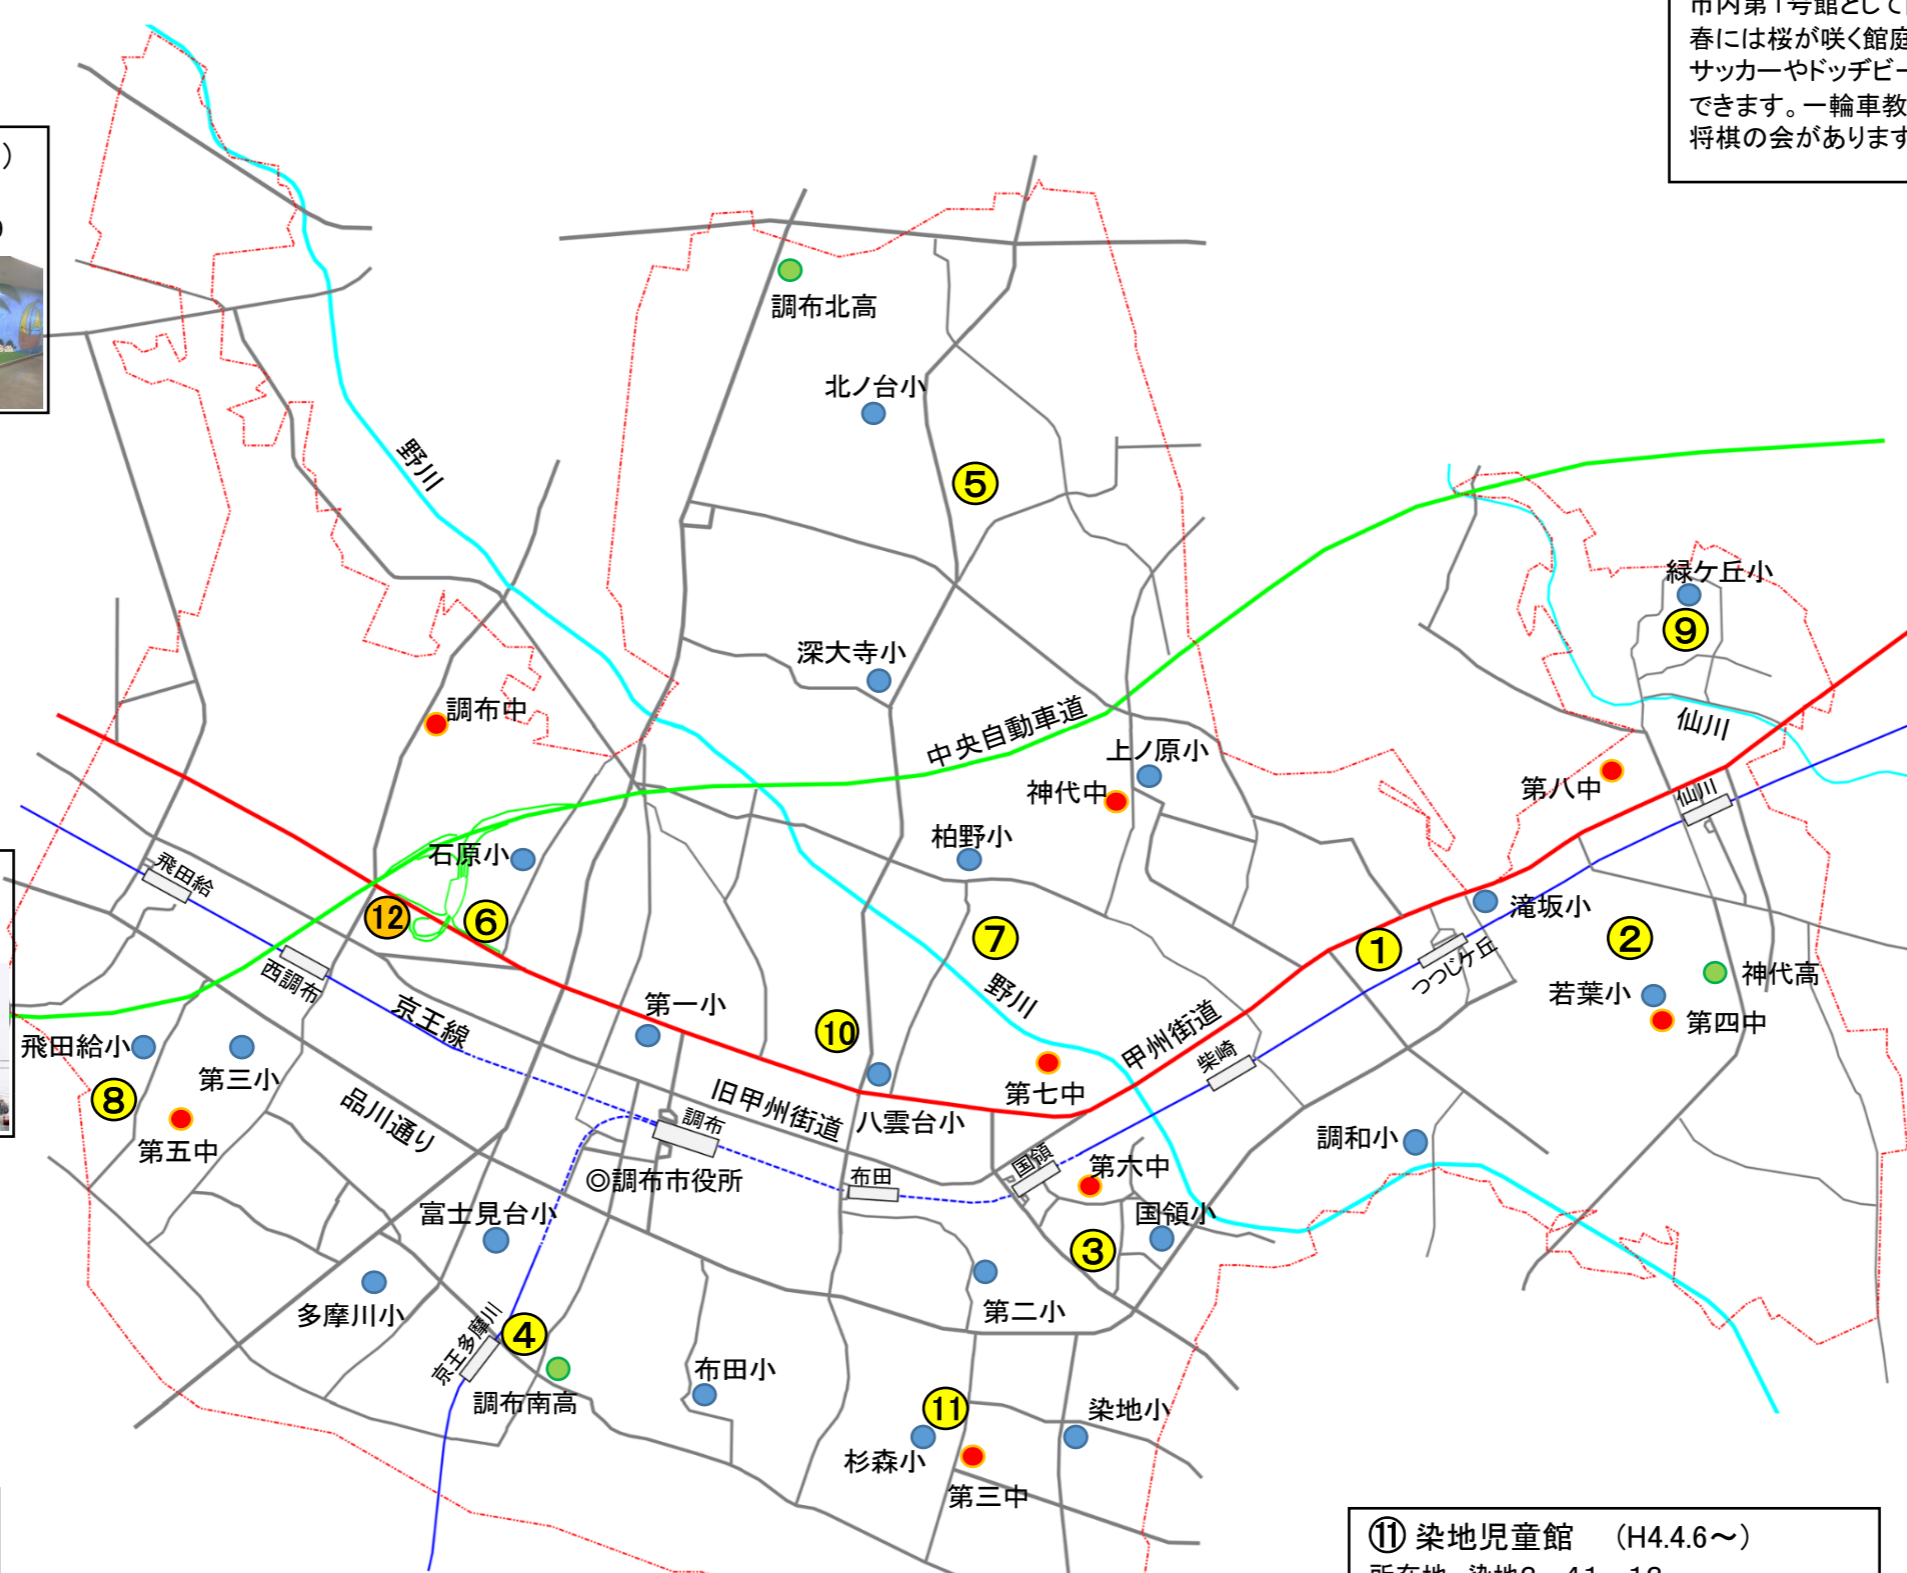 市内第1号館として
春には桜が咲く館庭
サッカーやドッヂビー
できます。一輪車教
将棋の会があります
）
調布北高
北ノ台小
野川
⑤
緑ケ丘小
⑨
深大寺小
調布中
中央自動車道
仙川
上ノ原小
神代中
第八中
仙川
柏野小
石原小
飛田給
⑫
⑥
⑦
①
滝坂小
②
つつじケ丘
西調布
神代高
若葉小
第四中
京王線
第一小
野川
⑩
甲州街道
飛田給小
第三小
柴崎
⑧
品川通り
旧甲州街道
第七中
調布
八雲台小
第五中
調和小
国領
第六中
◎調布市役所
布田
富士見台小
国領小
③
多摩川小
第二小
京王多摩川
④
布田小
調布南高
⑪
染地小
杉森小
第三中
⑪ 染地児童館　（H4.4.6～）